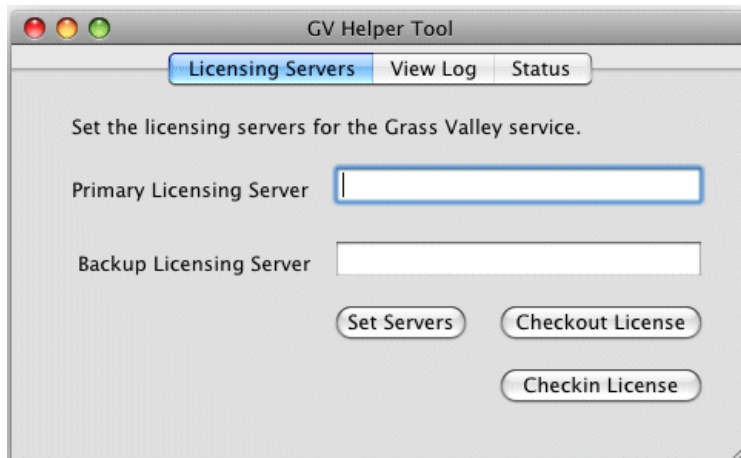 GV Helper Tool
Licensing Servers View Log Status
Set the licensing servers for the Grass Valley service.
Primary Licensing Server
Backup Licensing Server
Set Servers Checkout License
Checkin License